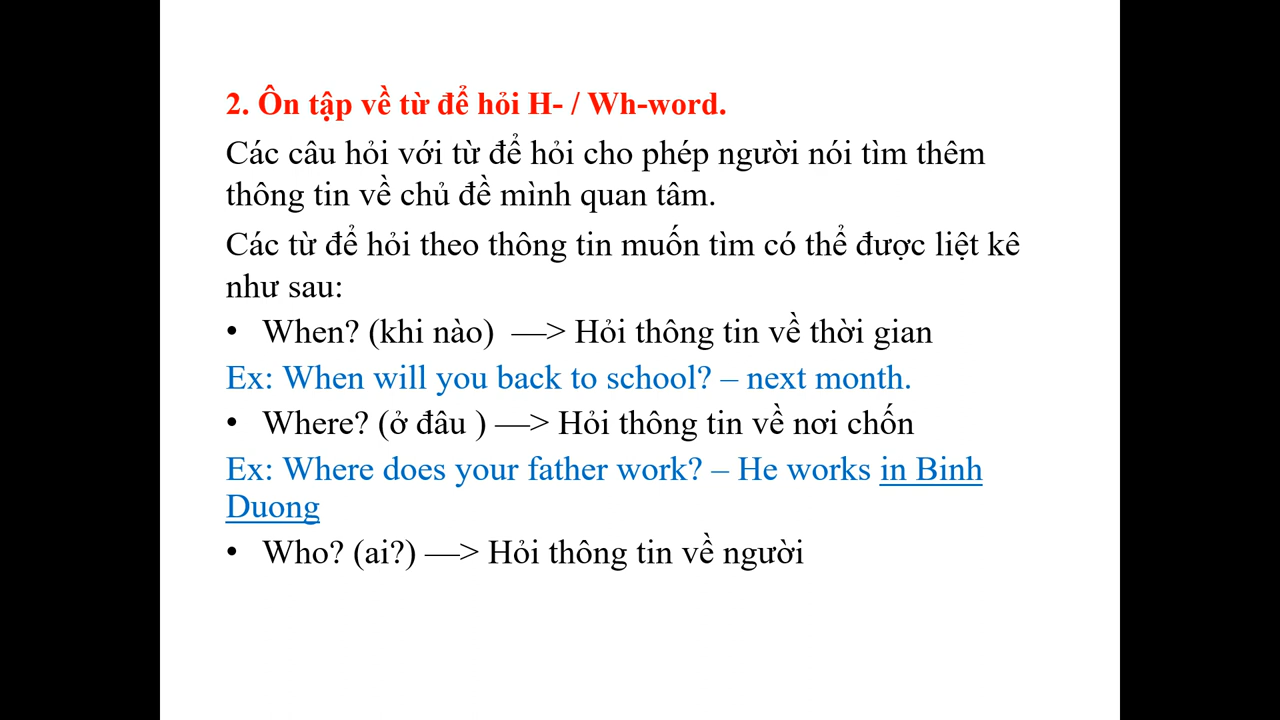 2. Ôn tập về từ để hỏi H- / Wh-word.
Các câu hỏi với từ để hỏi cho phép người nói tìm thêm
thông tin về chủ đề mình quan tâm.
Các từ để hỏi theo thông tin muốn tìm có thể được liệt kê
như sau:
• When? (khi nào) —> Hỏi thông tin về thời gian
Ex: When will you back to school? – next month.
• Where? (ở đâu ) —> Hỏi thông tin về nơi chốn
Ex: Where does your father work? – He works in Binh
Duong
• Who? (ai?) —> Hỏi thông tin về người